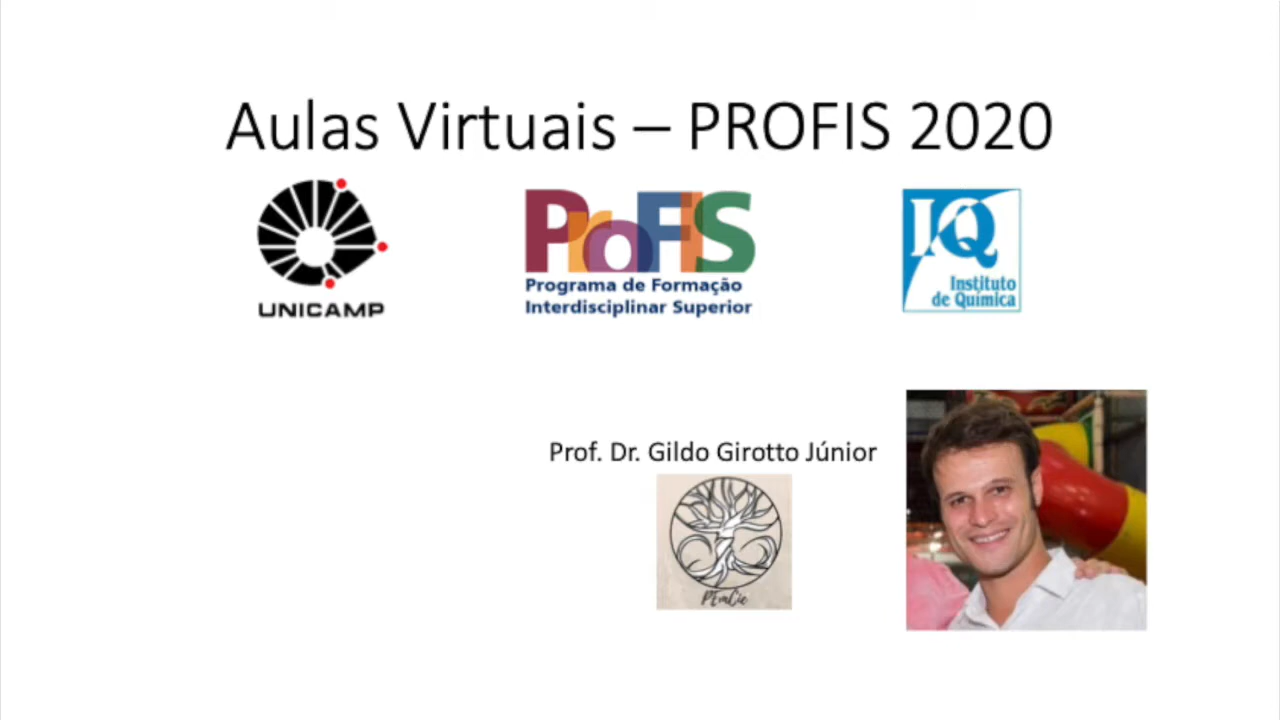 Aulas Virtuais – PROFIS 2020
UNICAMP
ProFIS
Programa de Formação
Interdisciplinar Superior
IQ
Instituto
de Química
Prof. Dr. Gildo Girotto Júnior
PEmCie